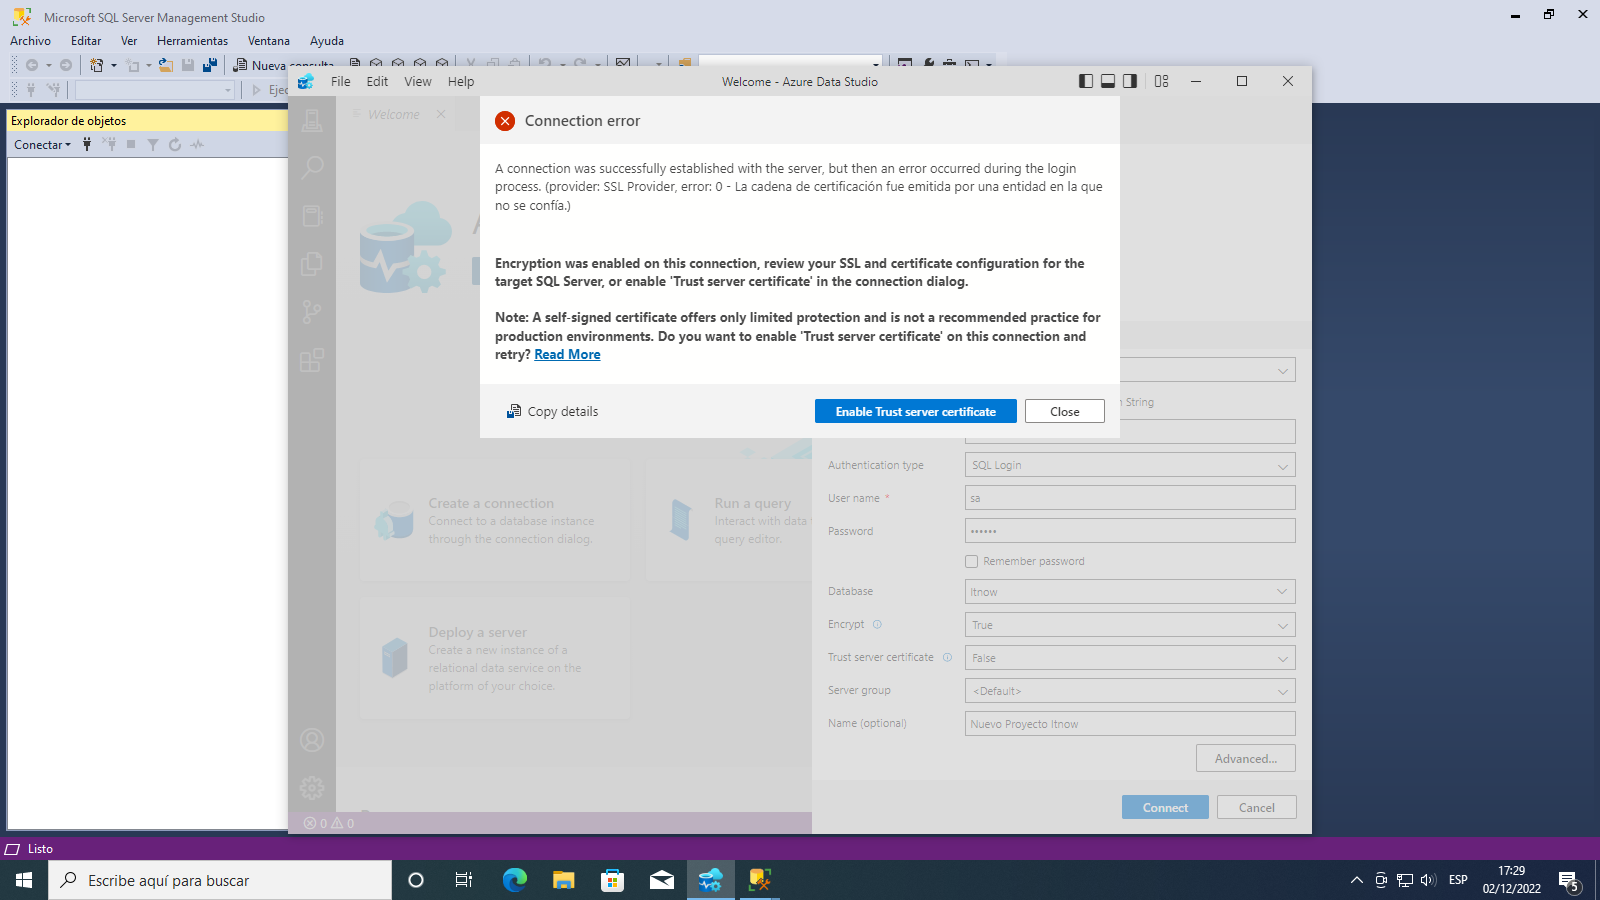 Microsoft SQL Server Management Studio
Archivo Editar Ver Herramientas Ventana Ayuda
Nueva consulta
Ejec
File Edit View Help
Welcome - Azure Data Studio
Explorador de objetos
Conectar
Welcome
Connection error
A connection was successfully established with the server, but then an error occurred during the login
process. (provider: SSL Provider, error: 0 - La cadena de certificación fue emitida por una entidad en la que
no se confía.)
Encryption was enabled on this connection, review your SSL and certificate configuration for the
target SQL Server, or enable 'Trust server certificate' in the connection dialog.
Note: A self-signed certificate offers only limited protection and is not a recommended practice for
production environments. Do you want to enable 'Trust server certificate' on this connection and
retry? Read More
Copy details
Enable Trust server certificate
Close
String
Authentication type SQL Login
User name * sa
Password ••••••
Remember password
Database Itnow
Encrypt True
Trust server certificate False
Server group <Default>
Name (optional) Nuevo Proyecto Itnow
Advanced...
Connect Cancel
Create a connection
Connect to a database instance
through the connection dialog.
Run a query
Interact with data
query editor.
Deploy a server
Create a new instance of a
relational data service on the
platform of your choice.
0 0
Listo
Escribe aquí para buscar
ESP
17:29
02/12/2022
5